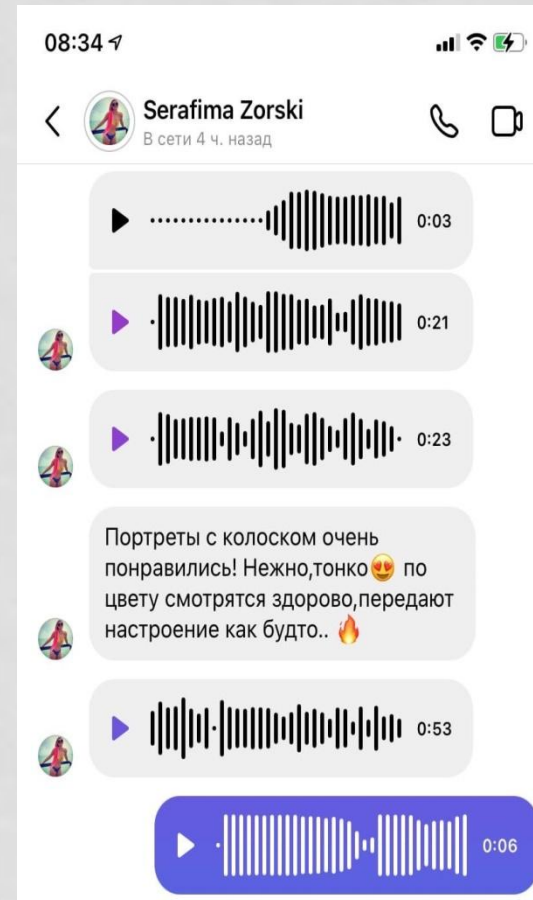 08:34
Serafima Zorski
В сети 4 ч. назад
0:03
0:21
0:23
Портреты с колоском очень
понравились! Нежно,тонко😍 по
цвету смотрятся здорово,передают
настроение как будто.. 🔥
0:53
0:06